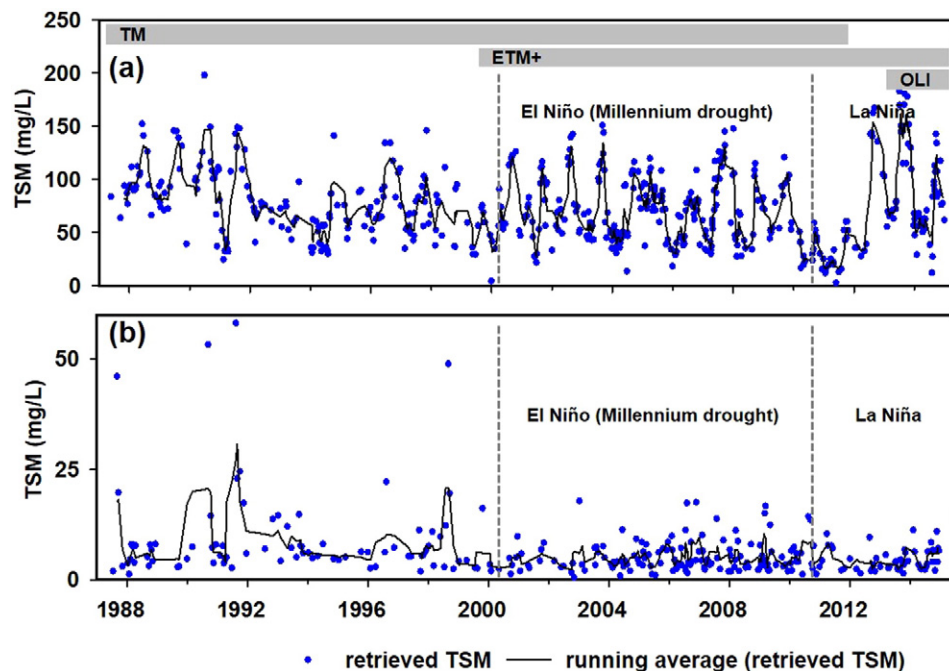 250
TM
200
ETM+
(a)
OLI
El Niño (Millennium drought)
La Niña
150
TSM (mg/L)
100
50
0
(b)
50
El Niño (Millennium drought)
La Niña
TSM (mg/L)
25
0
1988 1992 1996 2000 2004 2008 2012
retrieved TSM running average (retrieved TSM)